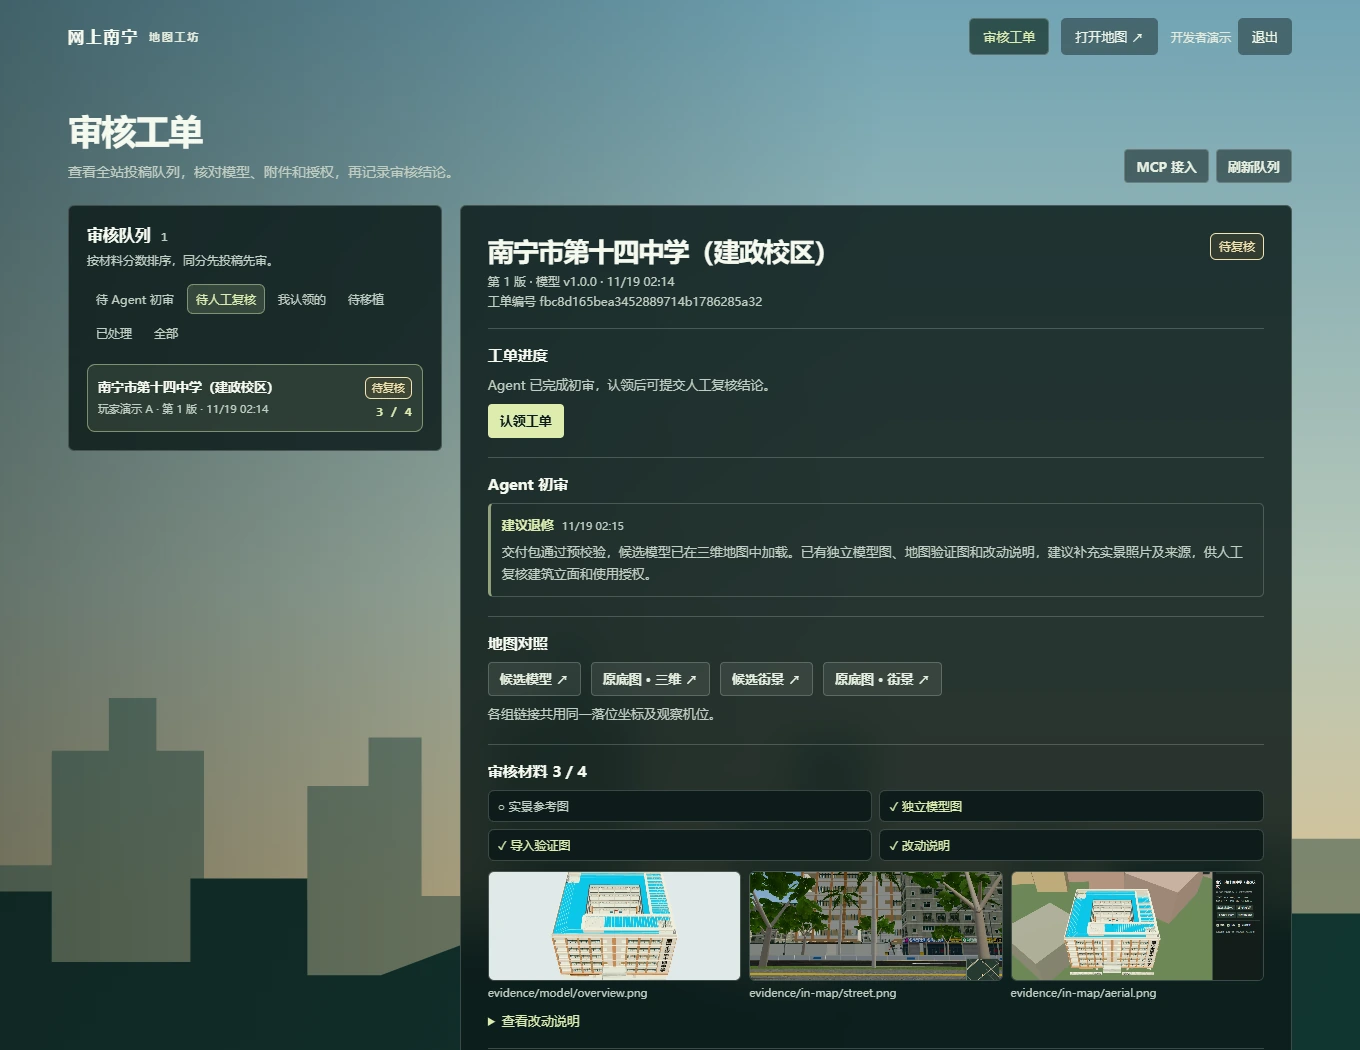 网上南宁 地图工坊
审核工单 打开地图 ↗ 开发者演示 退出
审核工单
查看全站投稿队列，核对模型、附件和授权，再记录审核结论。
MCP 接入 刷新队列
审核队列 1
按材料分数排序，同分先投稿先审。
待 Agent 初审 待人工复核 我认领的 待移植
已处理 全部
南宁市第十四中学（建政校区） 待复核
玩家演示 A · 第 1 版 · 11/19 02:14 3 / 4
南宁市第十四中学（建政校区） 待复核
第 1 版 · 模型 v1.0.0 · 11/19 02:14
工单编号 fbc8d165bea3452889714b1786285a32
工单进度
Agent 已完成初审，认领后可提交人工复核结论。
认领工单
Agent 初审
建议退修 11/19 02:15
交付包通过预校验，候选模型已在三维地图中加载。已有独立模型图、地图验证图和改动说明，建议补充实景照片及来源，供人工
复核建筑立面和使用授权。
地图对照
候选模型 ↗ 原底图 • 三维 ↗ 候选街景 ↗ 原底图 • 街景 ↗
各组链接共用同一落位坐标及观察机位。
审核材料 3 / 4
○ 实景参考图 ✓ 独立模型图
✓ 导入验证图 ✓ 改动说明
evidence/model/overview.png evidence/in-map/street.png evidence/in-map/aerial.png
▶ 查看改动说明